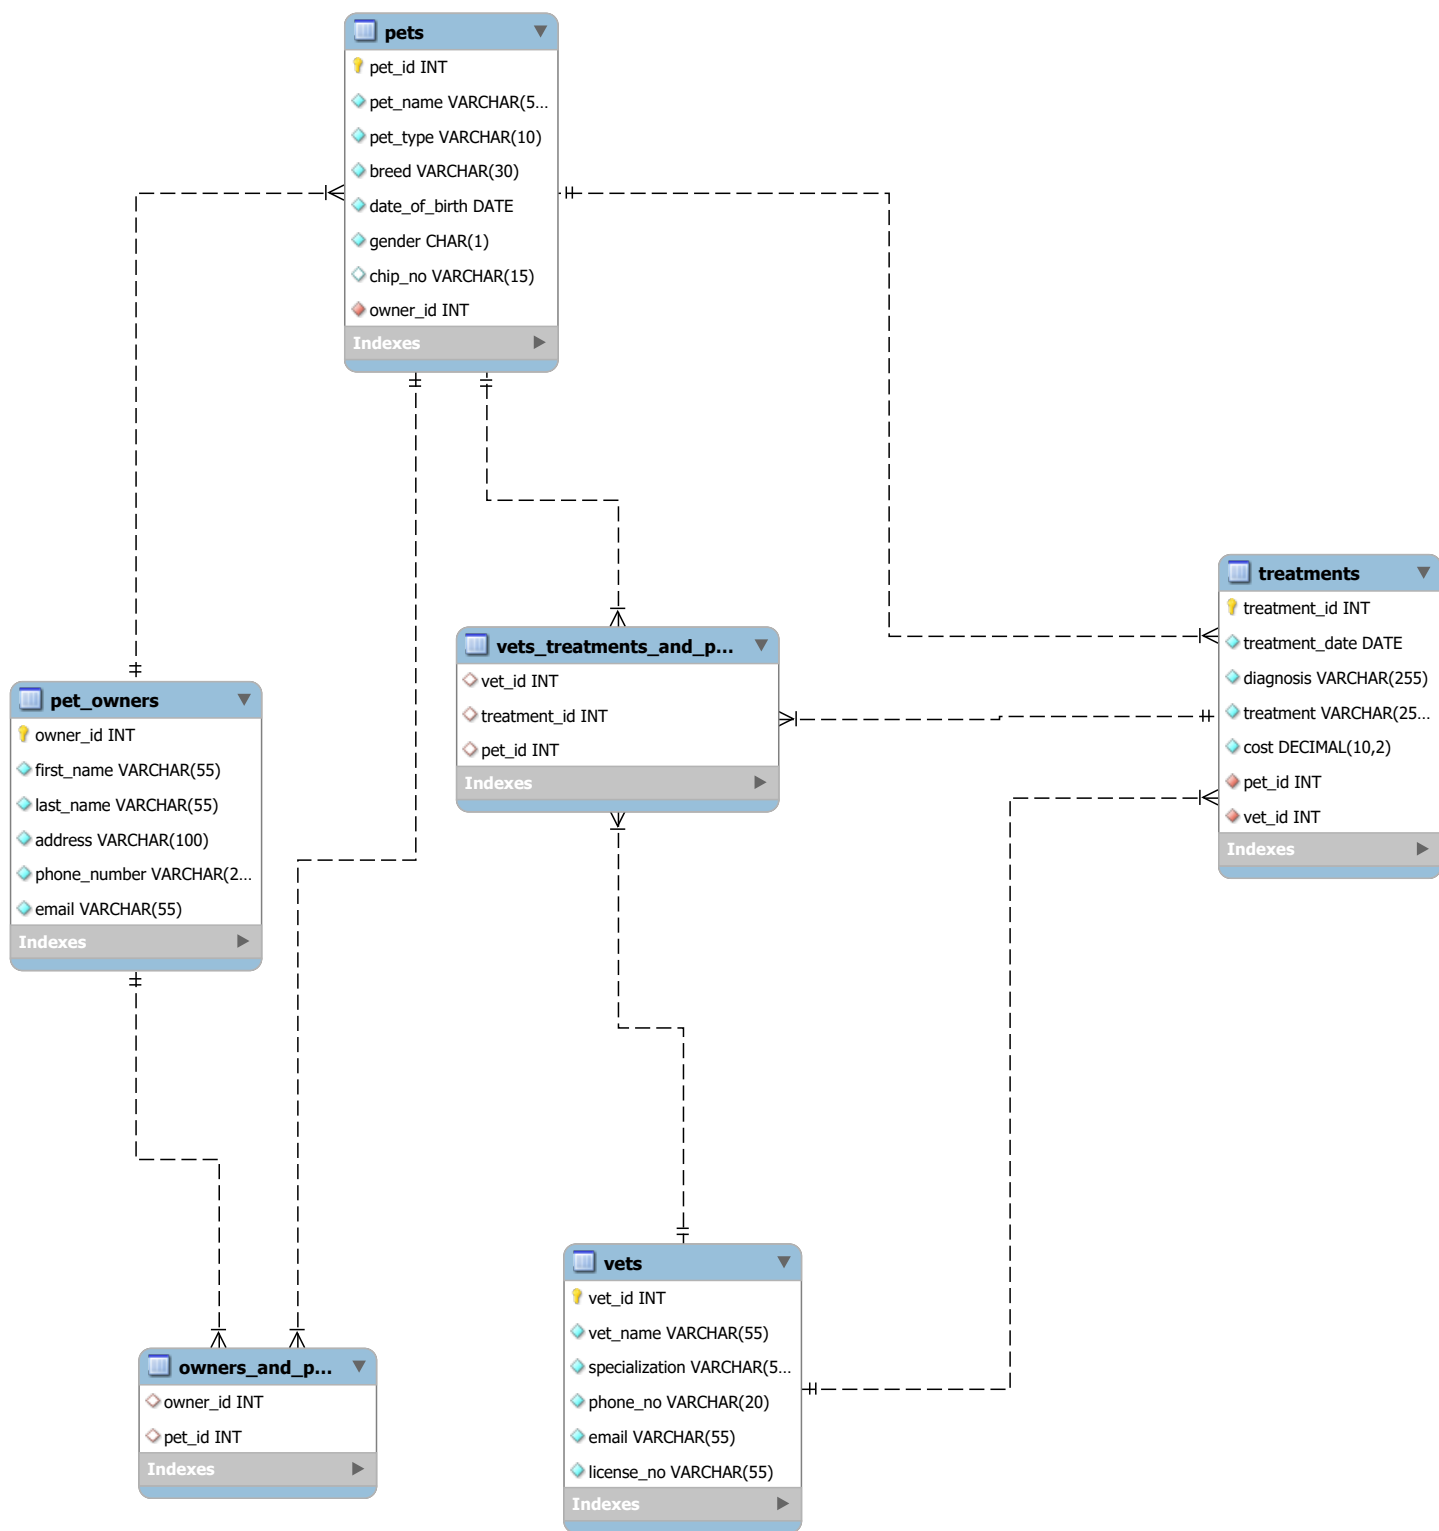 pets
pet_id INT
pet_name VARCHAR(5...
pet_type VARCHAR(10)
breed VARCHAR(30)
date_of_birth DATE
gender CHAR(1)
chip_no VARCHAR(15)
owner_id INT
Indexes
treatments
treatment_id INT
treatment_date DATE
diagnosis VARCHAR(255)
treatment VARCHAR(25...
cost DECIMAL(10,2)
pet_id INT
vet_id INT
Indexes
vets_treatments_and_p...
vet_id INT
treatment_id INT
pet_id INT
Indexes
pet_owners
owner_id INT
first_name VARCHAR(55)
last_name VARCHAR(55)
address VARCHAR(100)
phone_number VARCHAR(2...
email VARCHAR(55)
Indexes
vets
vet_id INT
vet_name VARCHAR(55)
specialization VARCHAR(5...
phone_no VARCHAR(20)
email VARCHAR(55)
license_no VARCHAR(55)
Indexes
owners_and_p...
owner_id INT
pet_id INT
Indexes